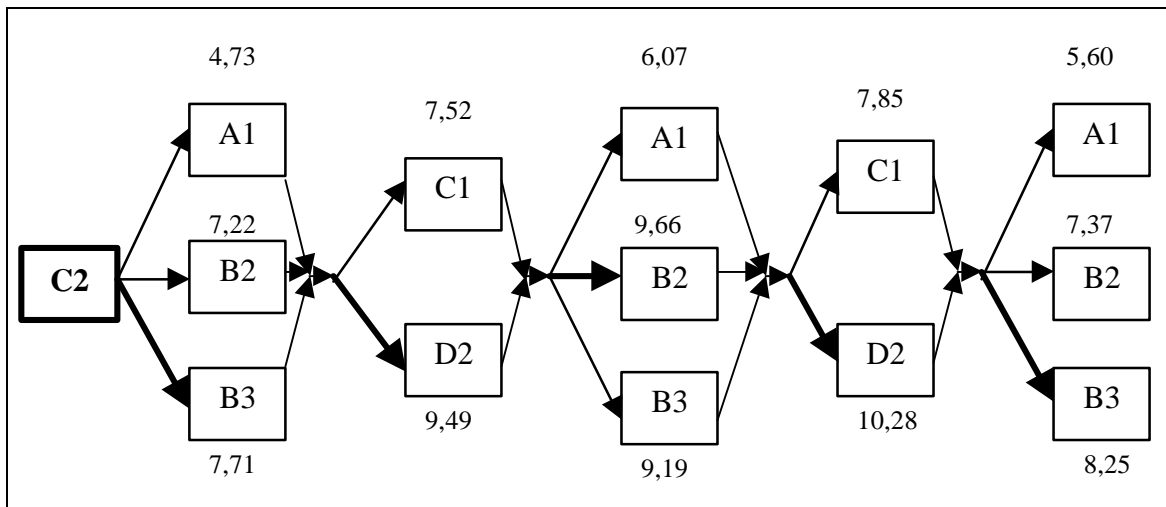 4,73
6,07
5,60
7,52
7,85
A1
A1
A1
C1
C1
7,22
9,66
7,37
C2
B2
B2
B2
D2
D2
B3
B3
B3
9,49
10,28
7,71
9,19
8,25